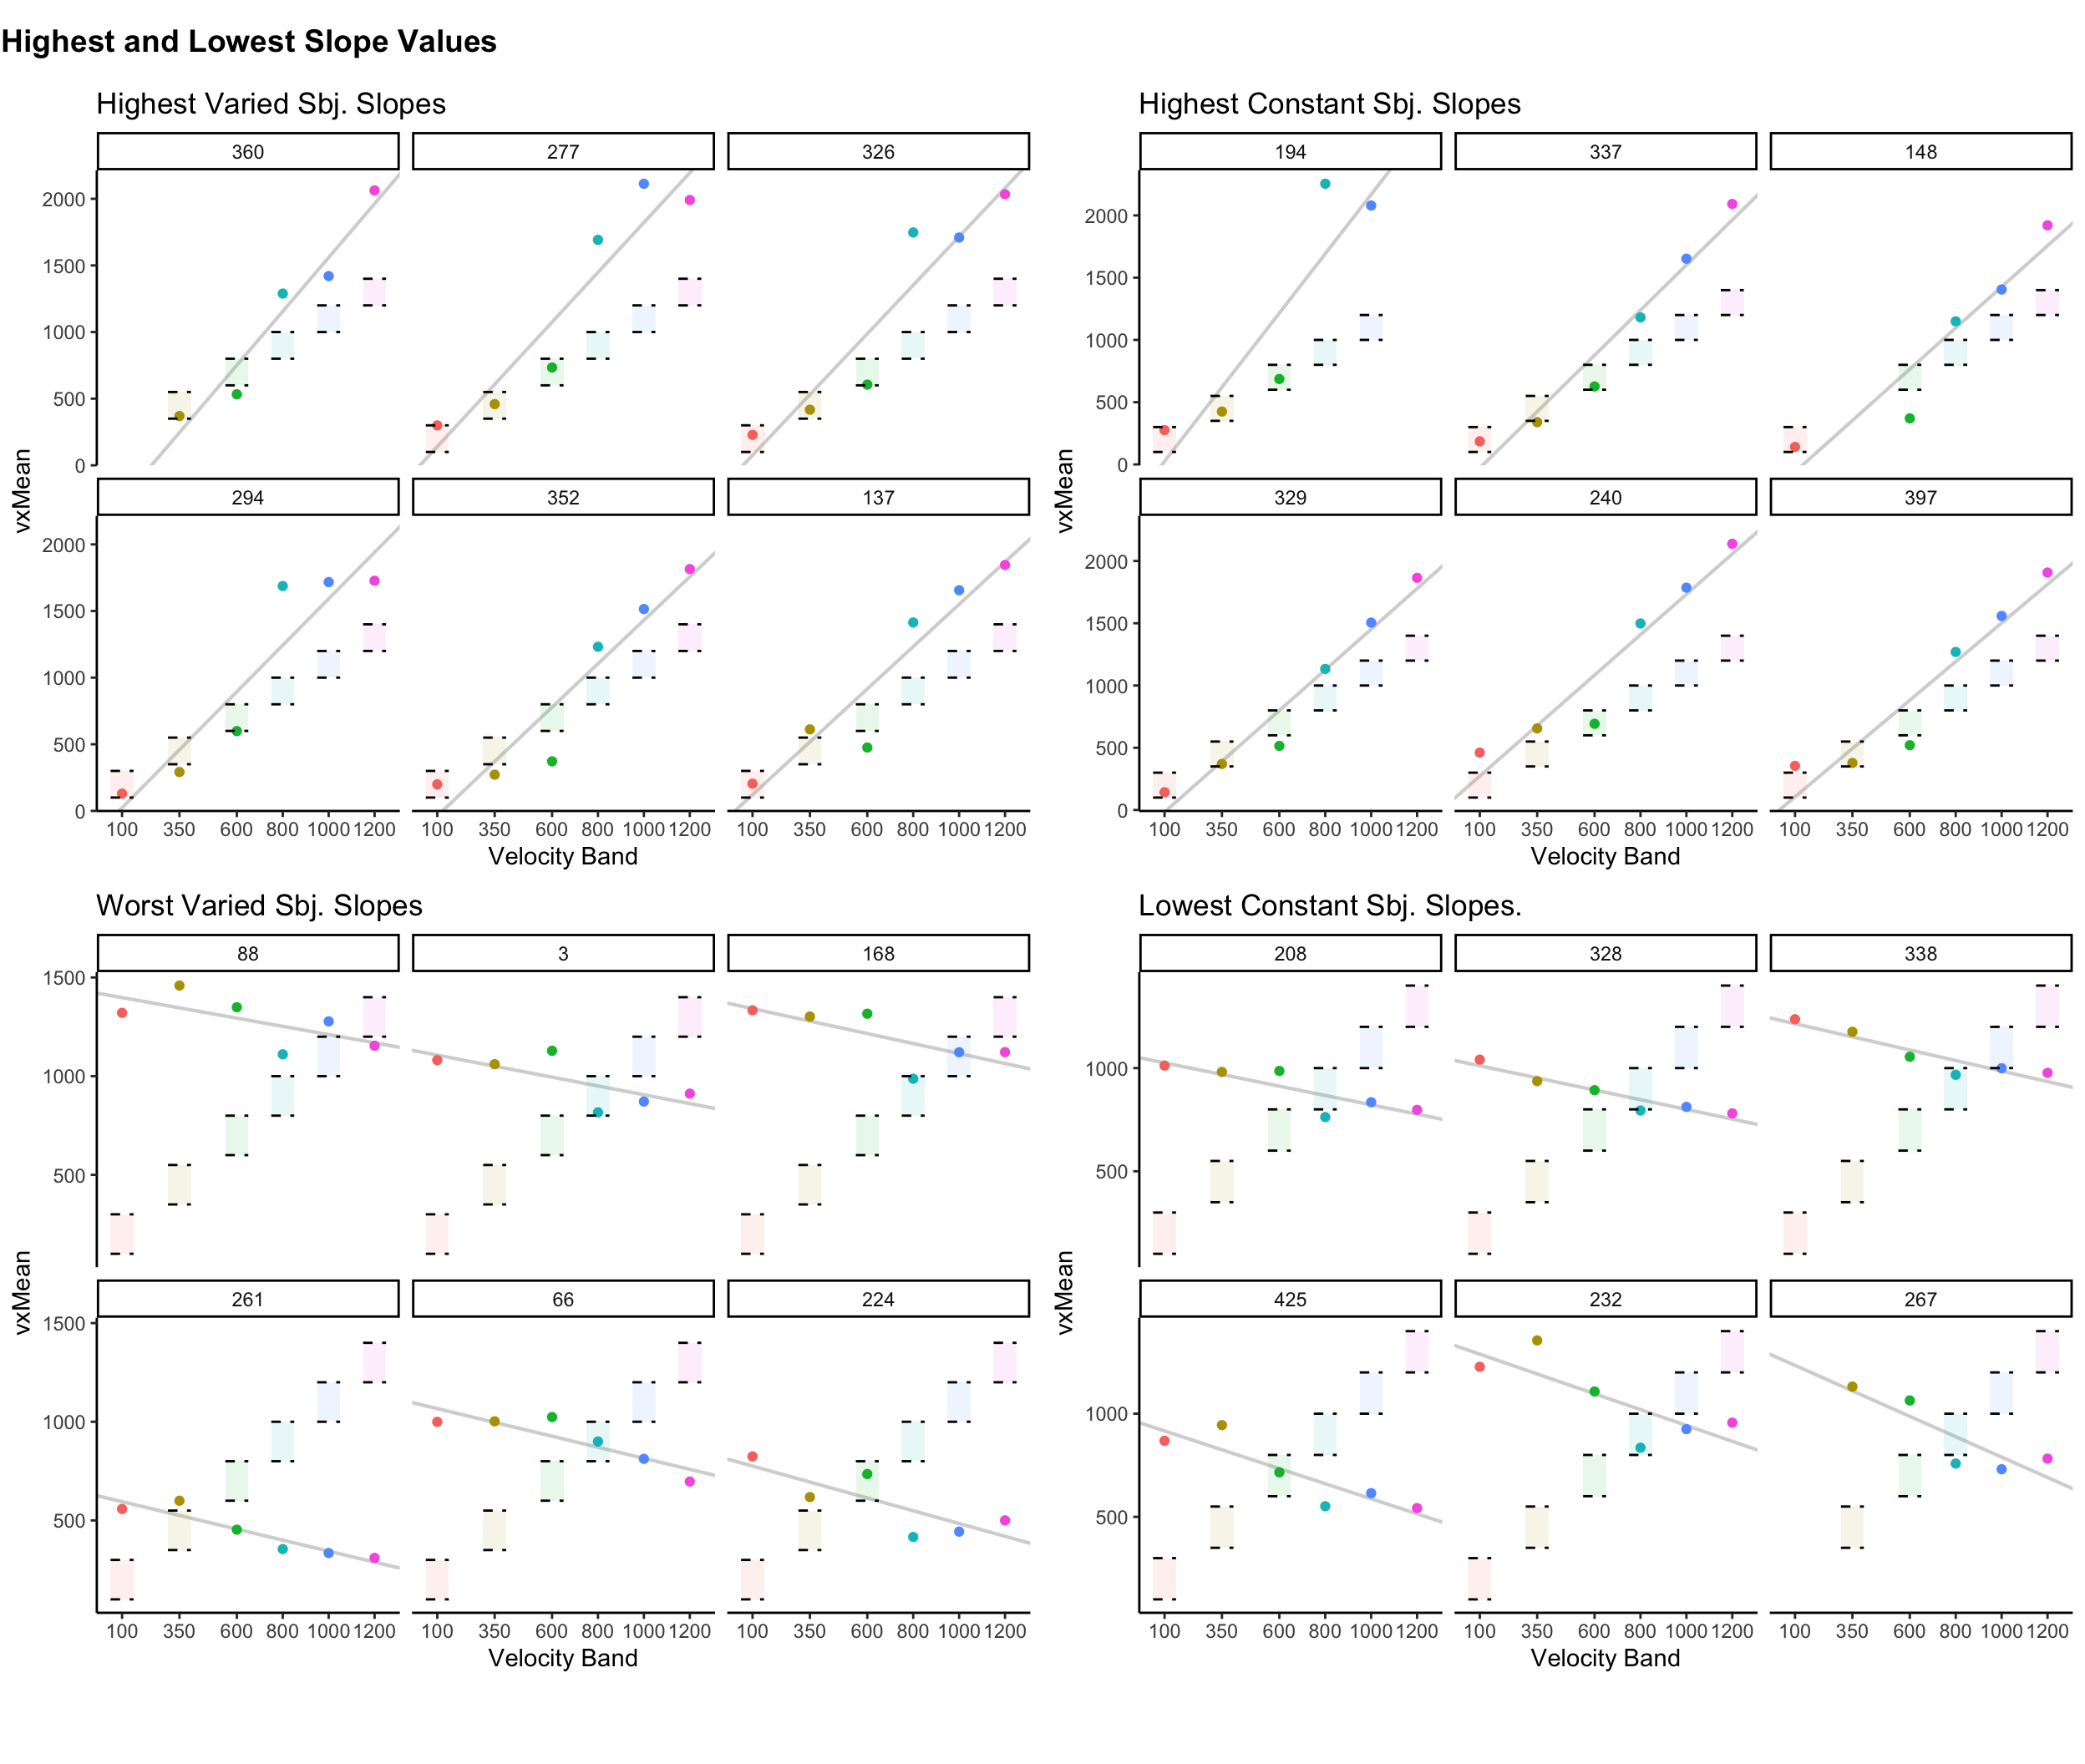 Highest and Lowest Slope Values
Highest Varied Sbj. Slopes
360 277 326
2000
1500
1000
500
0
294 352 137
2000
1500
1000
500
0
vxMean
100 350 600 800 1000 1200 100 350 600 800 1000 1200 100 350 600 800 1000 1200
Velocity Band
Highest Constant Sbj. Slopes
194 337 148
2000
1500
1000
500
0
329 240 397
2000
1500
1000
500
0
vxMean
100 350 600 800 1000 1200 100 350 600 800 1000 1200 100 350 600 800 1000 1200
Velocity Band
Worst Varied Sbj. Slopes
88 3 168
1500
1000
500
261 66 224
1500
1000
500
vxMean
100 350 600 800 1000 1200 100 350 600 800 1000 1200 100 350 600 800 1000 1200
Velocity Band
Lowest Constant Sbj. Slopes.
208 328 338
1000
500
425 232 267
1000
500
vxMean
100 350 600 800 1000 1200 100 350 600 800 1000 1200 100 350 600 800 1000 1200
Velocity Band